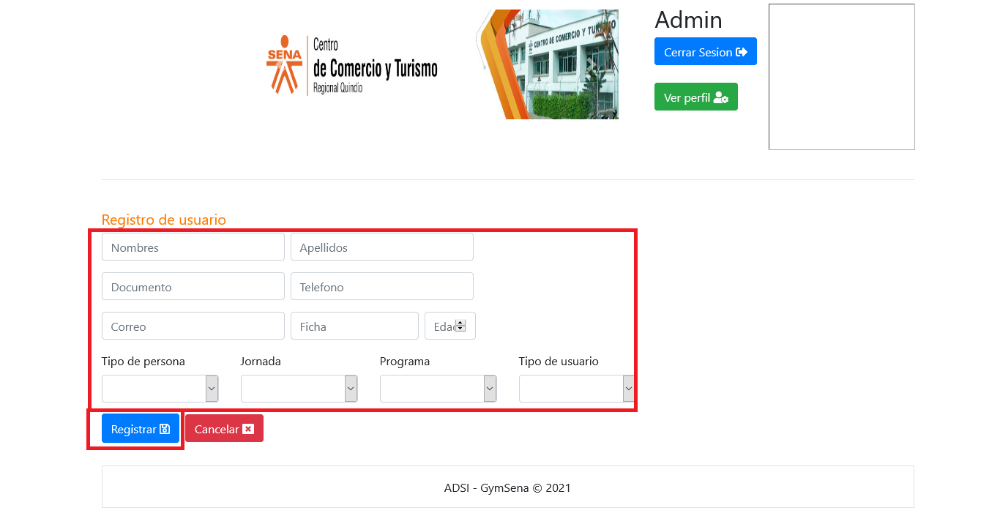 SENA
Centro
de Comercio y Turismo
Regional Quindío
CENTRO DE COMERCIO Y TURISMO
Admin
Cerrar Sesion
Ver perfil
Registro de usuario
Nombres
Apellidos
Documento
Telefono
Correo
Ficha
Edad
Tipo de persona
Jornada
Programa
Tipo de usuario
Registrar
Cancelar
ADSI - GymSena © 2021